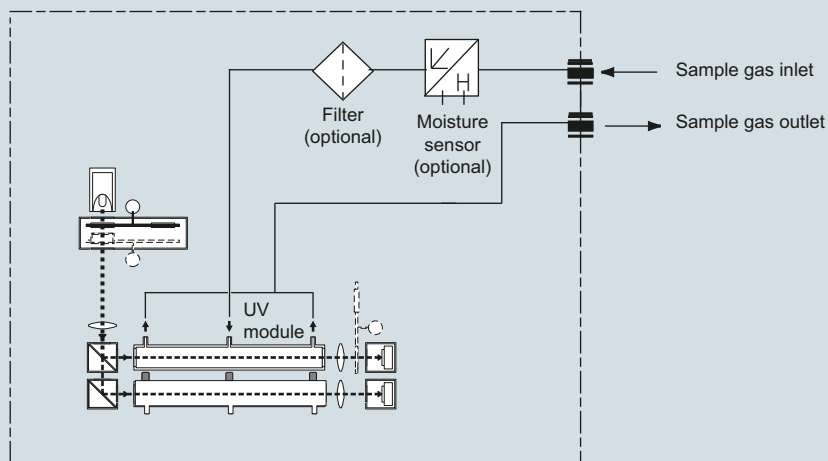 Sample gas inlet
Sample gas outlet
Filter
(optional)
H
Moisture
sensor
(optional)
UV
module